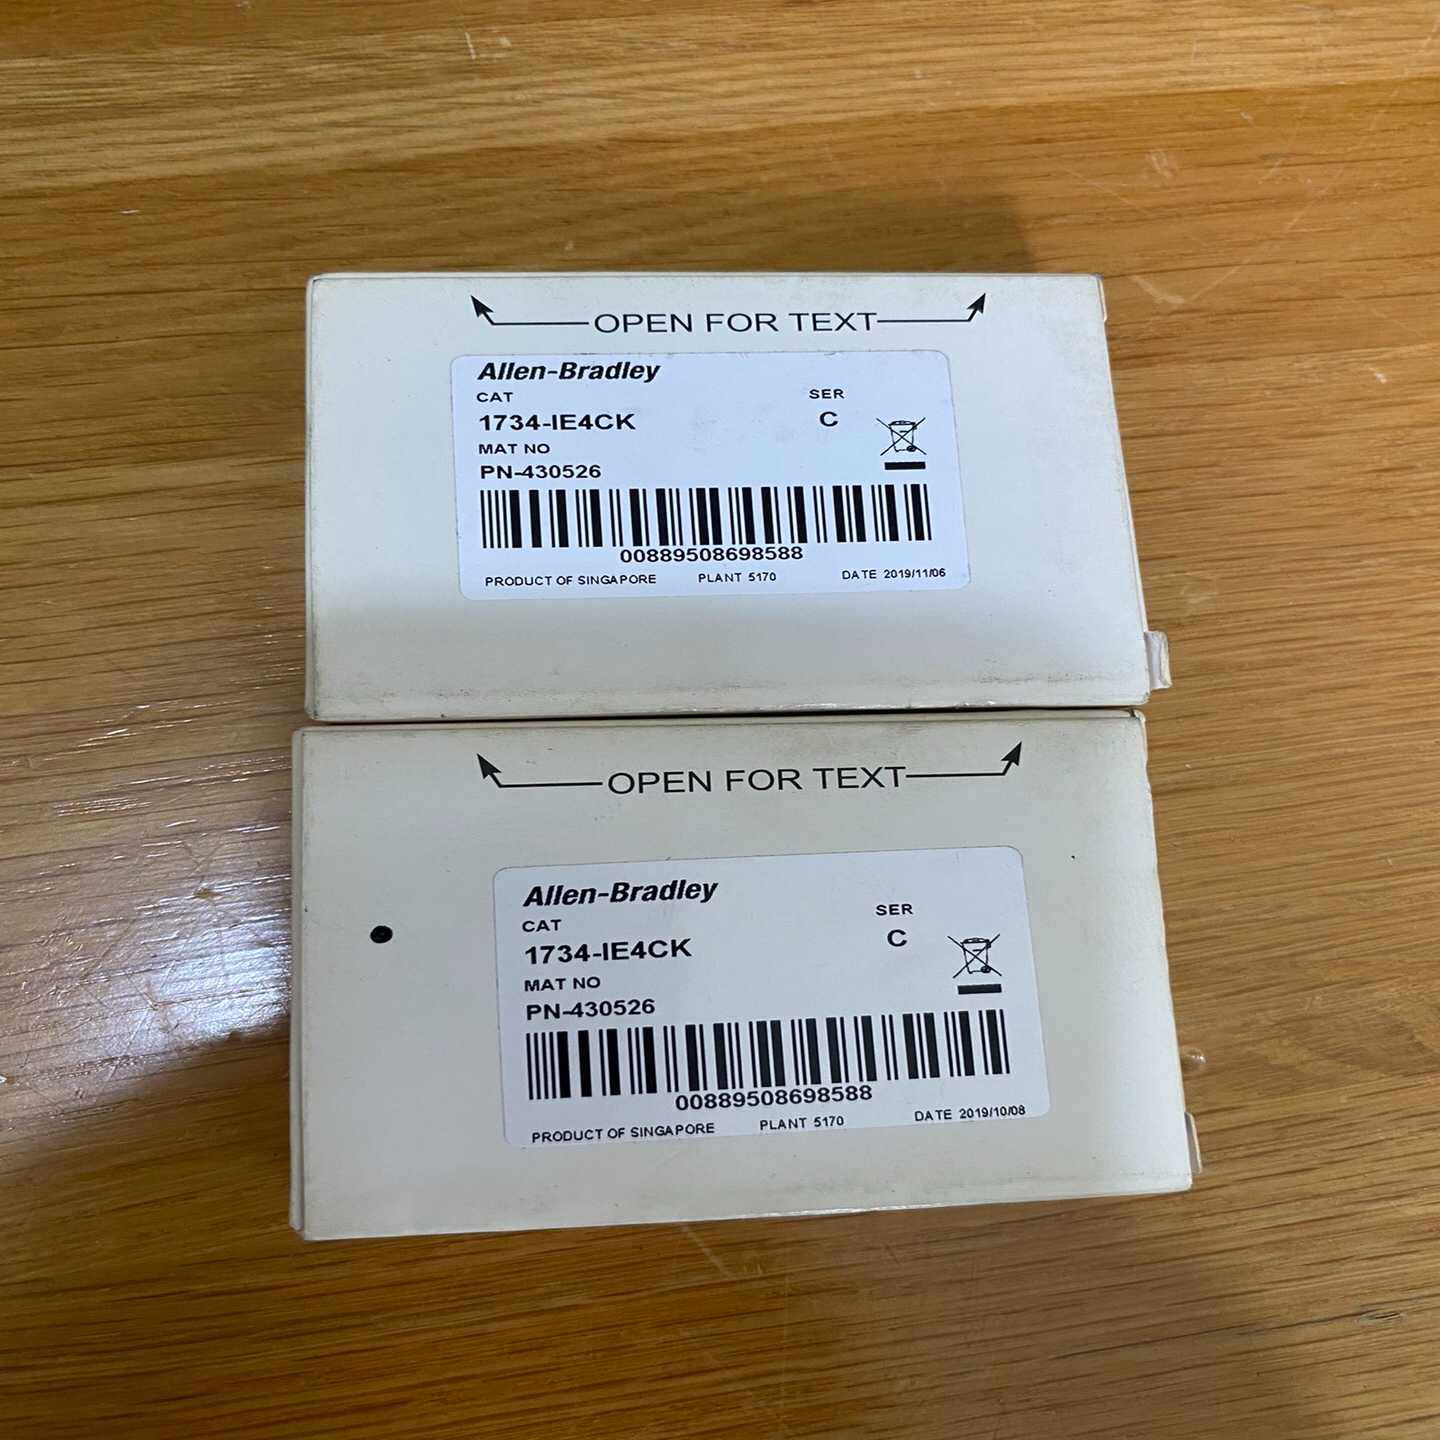 OPEN FOR TEXT
Allen-Bradley
CAT SER
1734-IE4CK C
MAT NO
PN-430526
00889508698588
PRODUCT OF SINGAPORE PLANT 5170 DATE 2019/11/06
OPEN FOR TEXT
Allen-Bradley
CAT SER
1734-IE4CK C
MAT NO
PN-430526
00889508698588
PRODUCT OF SINGAPORE PLANT 5170 DATE 2019/10/08